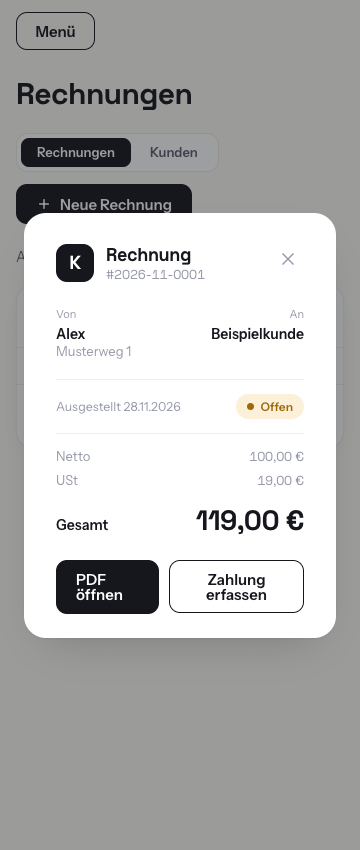 Menü
Rechnungen
Rechnungen Kunden
+ Neue Rechnung
A
K
Rechnung
#2026-11-0001
Von An
Alex Beispielkunde
Musterweg 1
Ausgestellt 28.11.2026 Offen
Netto 100,00 €
USt 19,00 €
Gesamt 119,00 €
PDF öffnen
Zahlung erfassen